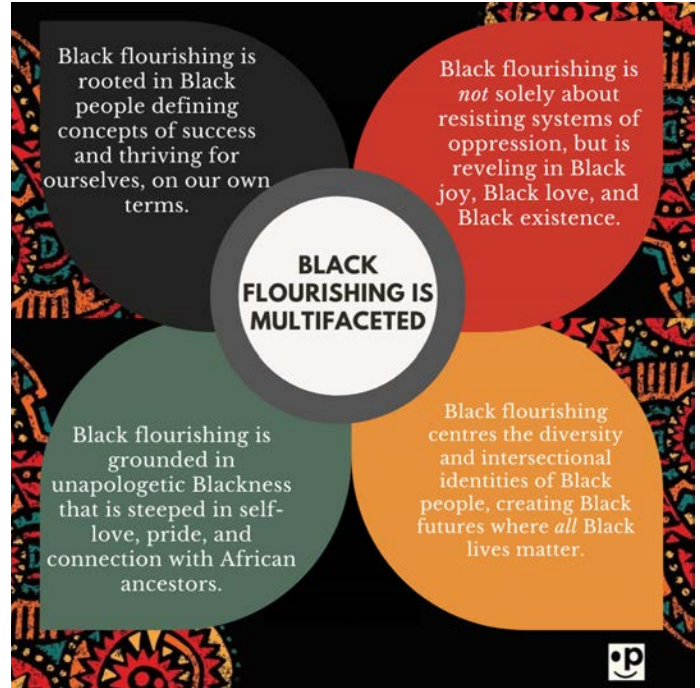 Black flourishing is
rooted in Black
people defining
concepts of success
and thriving for
ourselves, on our own
terms.
Black flourishing is
not solely about
resisting systems of
oppression, but is
reveling in Black
joy, Black love, and
Black existence.
BLACK
FLOURISHING IS
MULTIFACETED
Black flourishing is
grounded in
unapologetic Blackness
that is steeped in self-
love, pride, and
connection with African
ancestors.
Black flourishing
centres the diversity
and intersectional
identities of Black
people, creating Black
futures where all Black
lives matter.
p